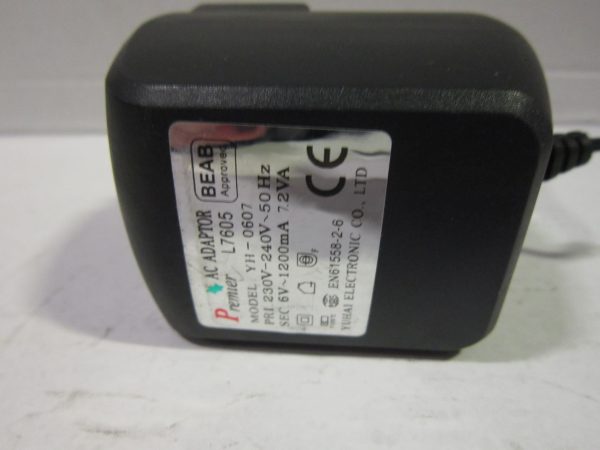 Premier AC ADAPTOR
L7605
BEAB
Approved
MODEL YH-0607
PRI.230V-240V~50Hz
SEC 6V~1200mA 7.2VA
CE
F
EN61558-2-6
YUHAI ELECTRONIC CO., LTD